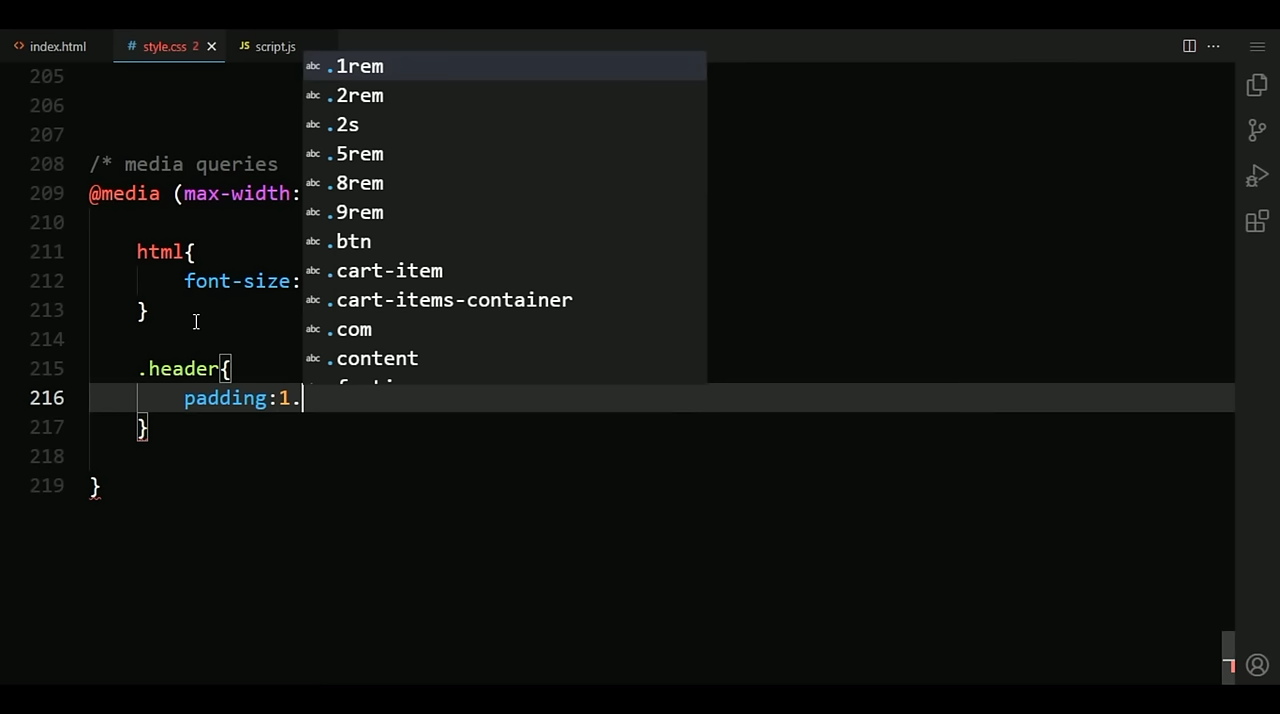 index.html
# style.css 2
JS script.js
205
206
207
208 /* media queries
209 @media (max-width:
210
211 html{
212 font-size:
213 }
214
215 .header{
216 padding:1.
217 }
218
219 }
abc .1rem
abc .2rem
abc .2s
abc .5rem
abc .8rem
abc .9rem
abc .btn
abc .cart-item
abc .cart-items-container
abc .com
abc .content